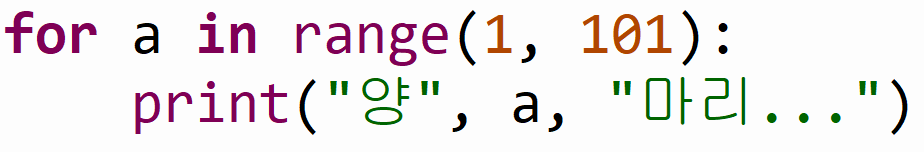 for a in range(1, 101):
    print("양", a, "마리...")